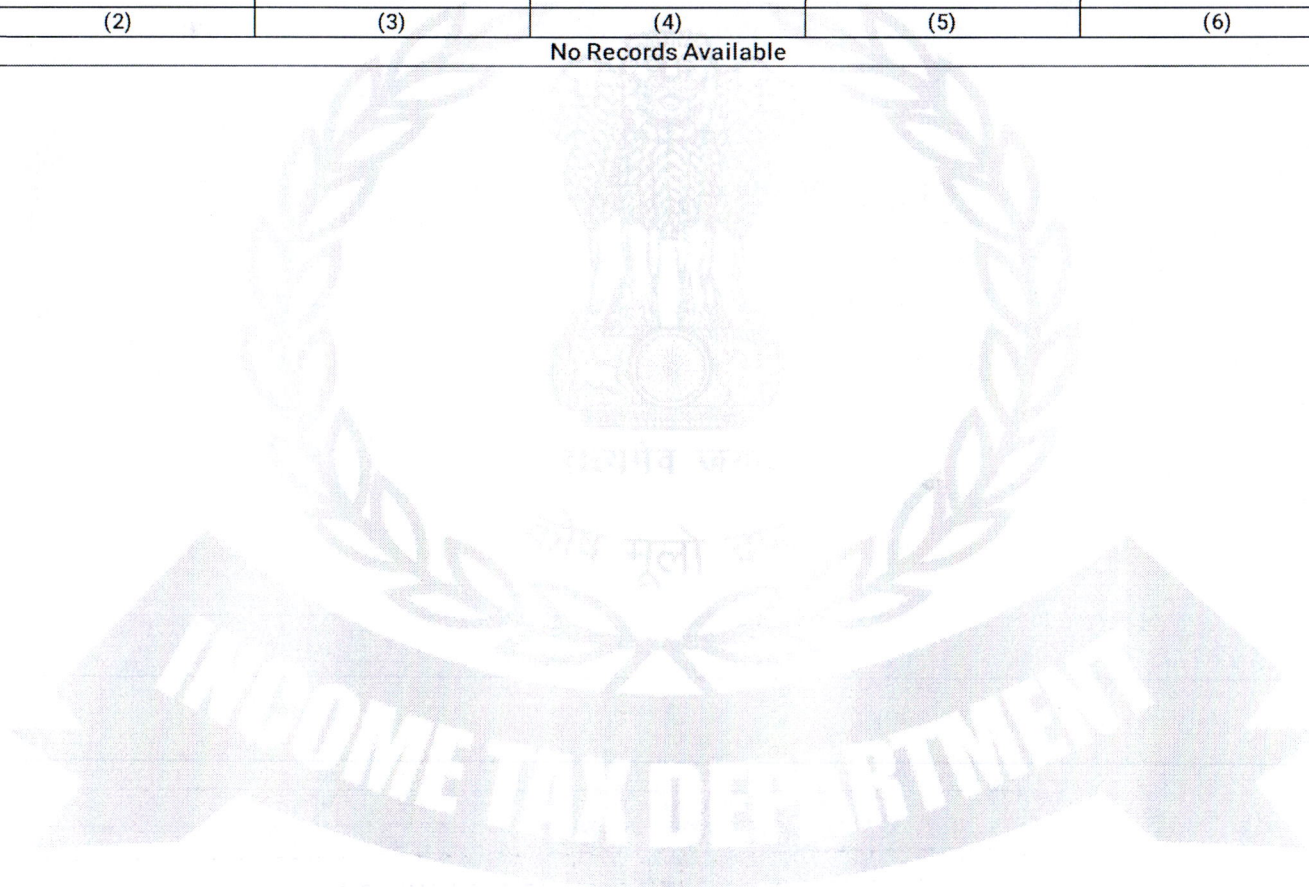 (2) (3) (4) (5) (6)
No Records Available
मूलो
INCOME TAX DEPARTMENT